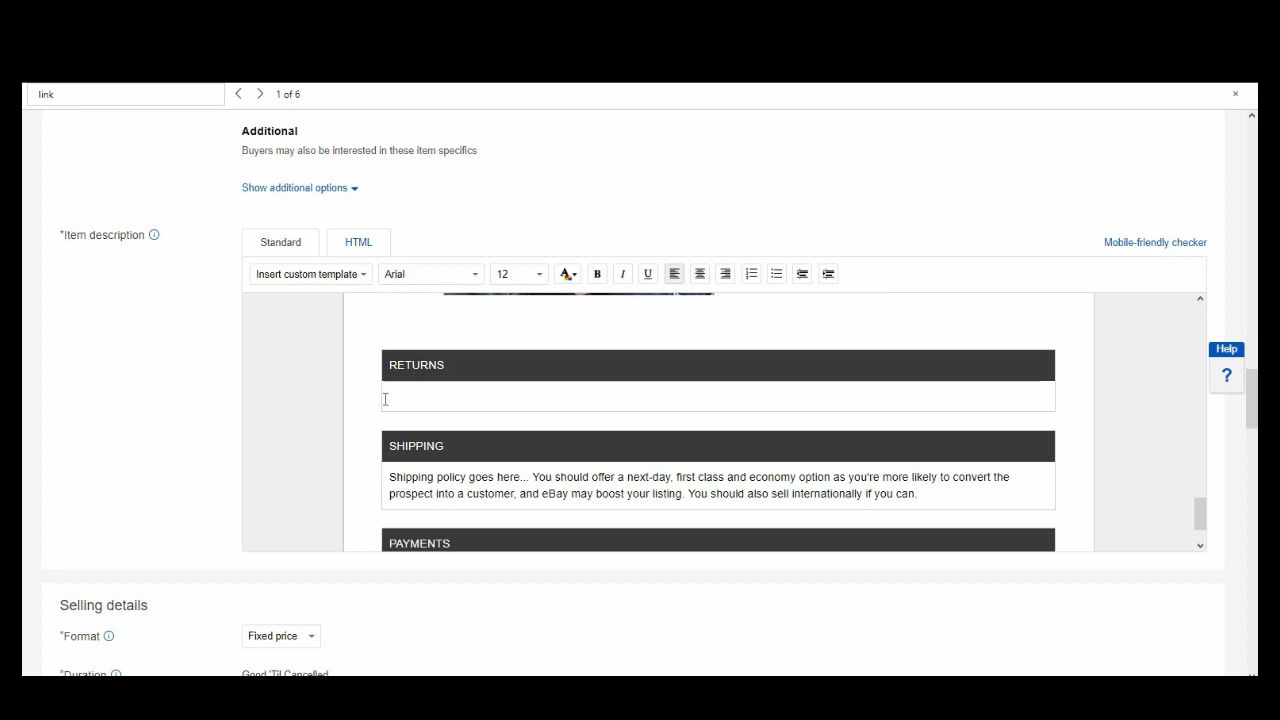 link
1 of 6
×
Additional
Buyers may also be interested in these item specifics
Show additional options
*Item description
Standard
HTML
Mobile-friendly checker
Insert custom template
Arial
12
A
B
I
U
RETURNS
Help
?
SHIPPING
Shipping policy goes here... You should offer a next-day, first class and economy option as you're more likely to convert the
prospect into a customer, and eBay may boost your listing. You should also sell internationally if you can.
PAYMENTS
Selling details
*Format
Fixed price
*Duration
Good 'Til Cancelled